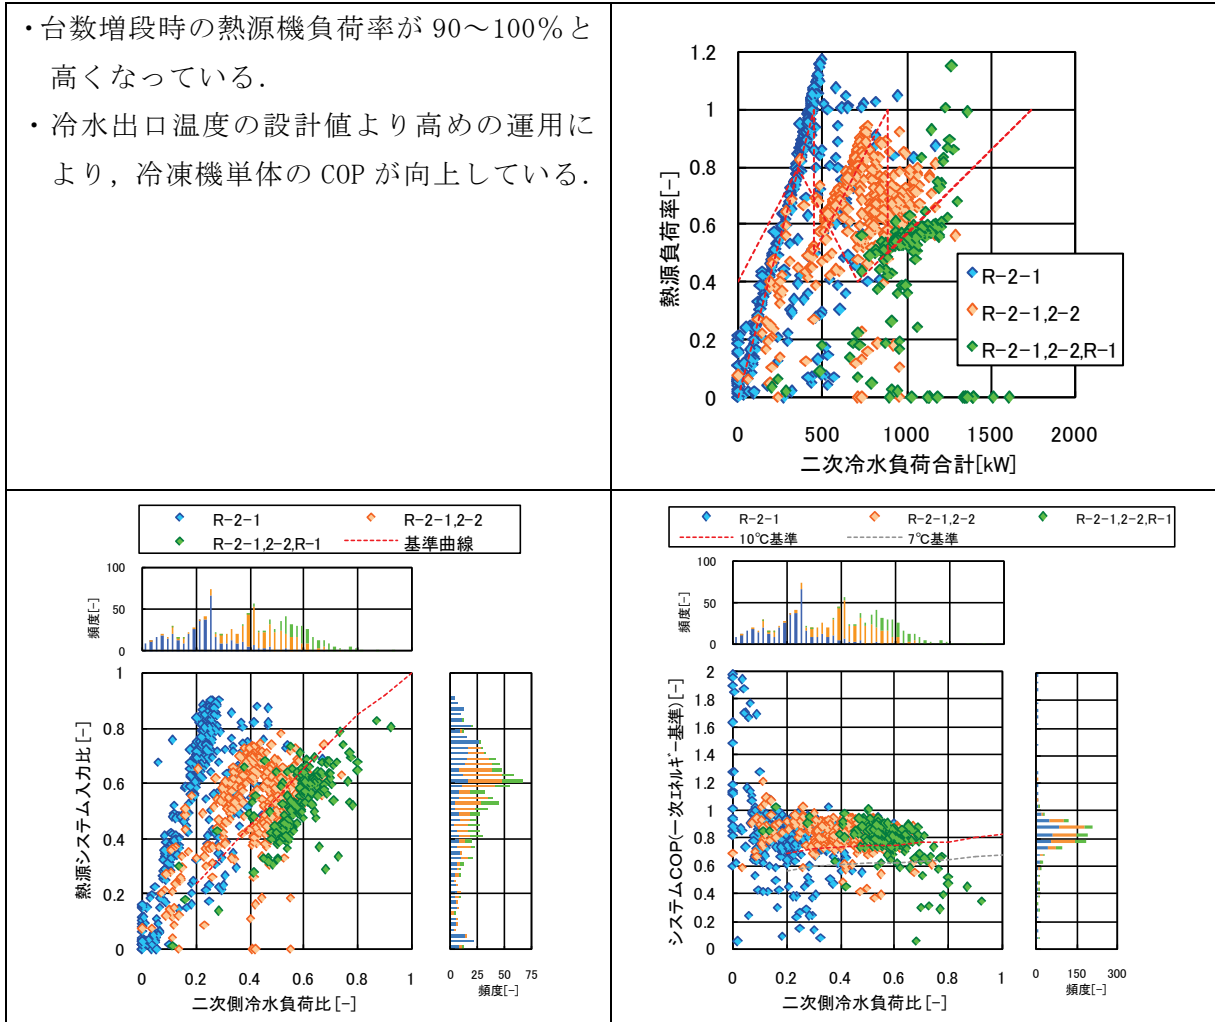 ・台数増段時の熱源機負荷率が 90～100％と
高くなっている．
・冷水出口温度の設計値より高めの運用に
より，冷凍機単体の COP が向上している．
1.2
1
0.8
0.6
0.4
0.2
0
熱源負荷率[-]
R-2-1
R-2-1,2-2
R-2-1,2-2,R-1
0 500 1000 1500 2000
二次冷水負荷合計[kW]
R-2-1 R-2-1,2-2
R-2-1,2-2,R-1 基準曲線
100
50
0
頻度[-]
1
0.8
0.6
0.4
0.2
0
熱源システム入力比[-]
0 0.2 0.4 0.6 0.8 1
二次側冷水負荷比[-]
0 25 50 75
頻度[-]
R-2-1 R-2-1,2-2 R-2-1,2-2,R-1
10℃基準 7℃基準
100
50
0
頻度[-]
2
1.8
1.6
1.4
1.2
1
0.8
0.6
0.4
0.2
0
システムCOP(一次エネルギー基準)[-]
0 0.2 0.4 0.6 0.8 1
二次側冷水負荷比[-]
0 150 300
頻度[-]